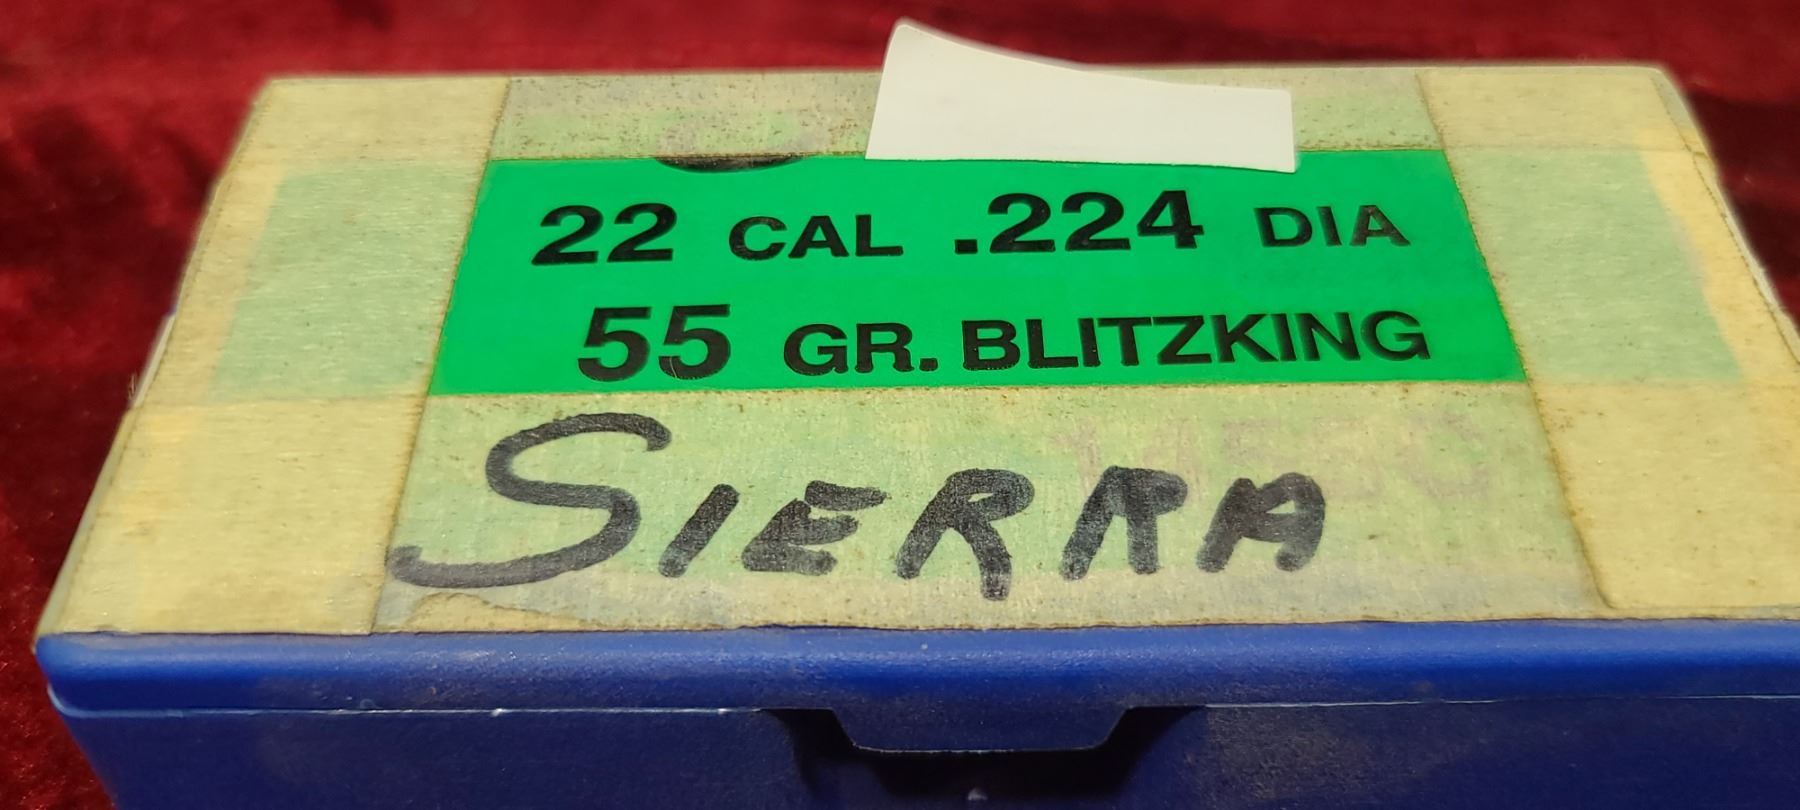 22 CAL .224 DIA
55 GR. BLITZKING
SIERRA